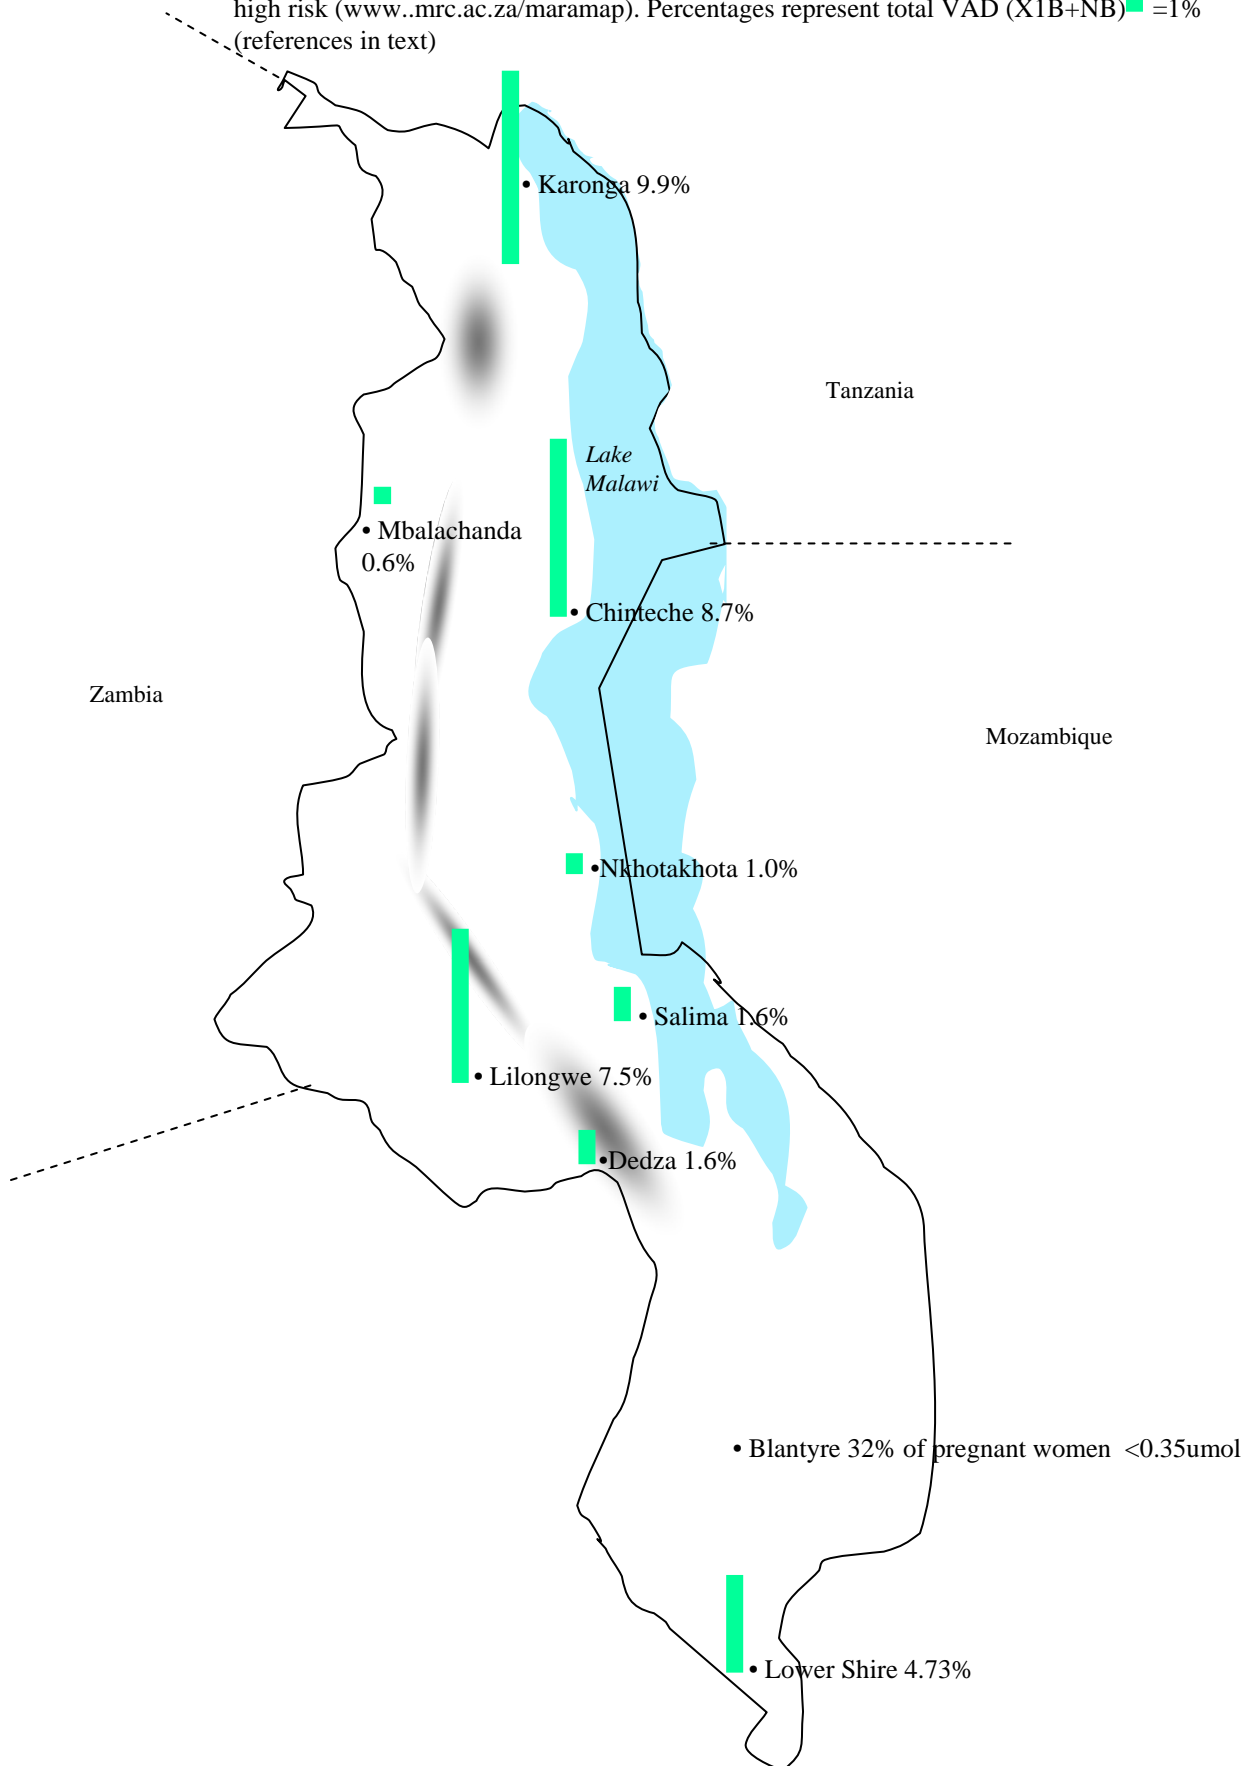 high risk (www..mrc.ac.za/maramap). Percentages represent total VAD (X1B+NB) =1%
(references in text)
• Karonga 9.9%
Tanzania
Lake
Malawi
• Mbalachanda
0.6%
• Chinteche 8.7%
Zambia
Mozambique
•Nkhotakhota 1.0%
• Salima 1.6%
• Lilongwe 7.5%
•Dedza 1.6%
• Blantyre 32% of pregnant women <0.35umol
• Lower Shire 4.73%